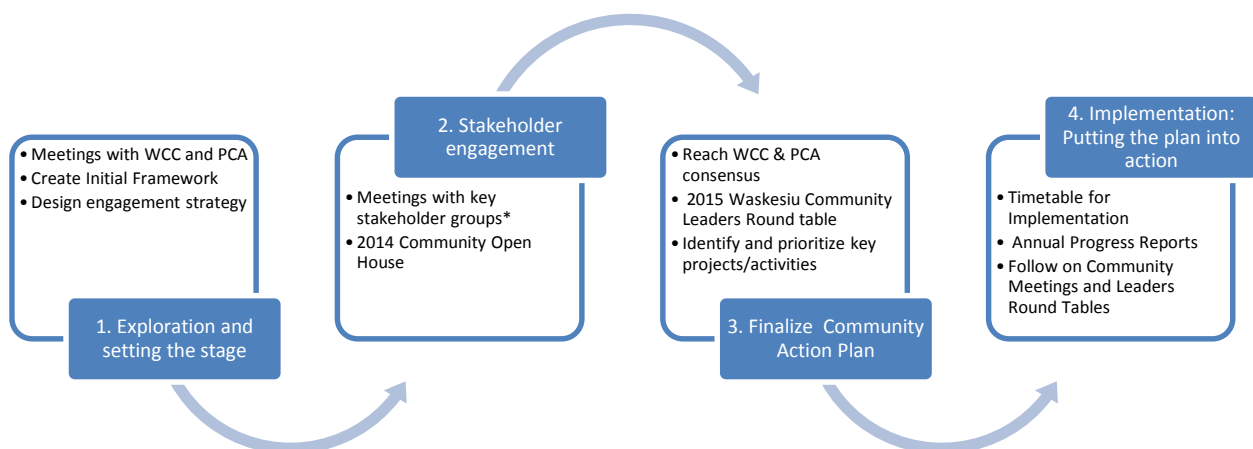 • Meetings with WCC and PCA
• Create Initial Framework
• Design engagement strategy
1. Exploration and
setting the stage
2. Stakeholder
engagement
• Meetings with key
stakeholder groups*
• 2014 Community Open
House
• Reach WCC & PCA
consensus
• 2015 Waskesiu Community
Leaders Round table
• Identify and prioritize key
projects/activities
3. Finalize Community
Action Plan
4. Implementation:
Putting the plan into
action
• Timetable for
Implementation
• Annual Progress Reports
• Follow on Community
Meetings and Leaders
Round Tables